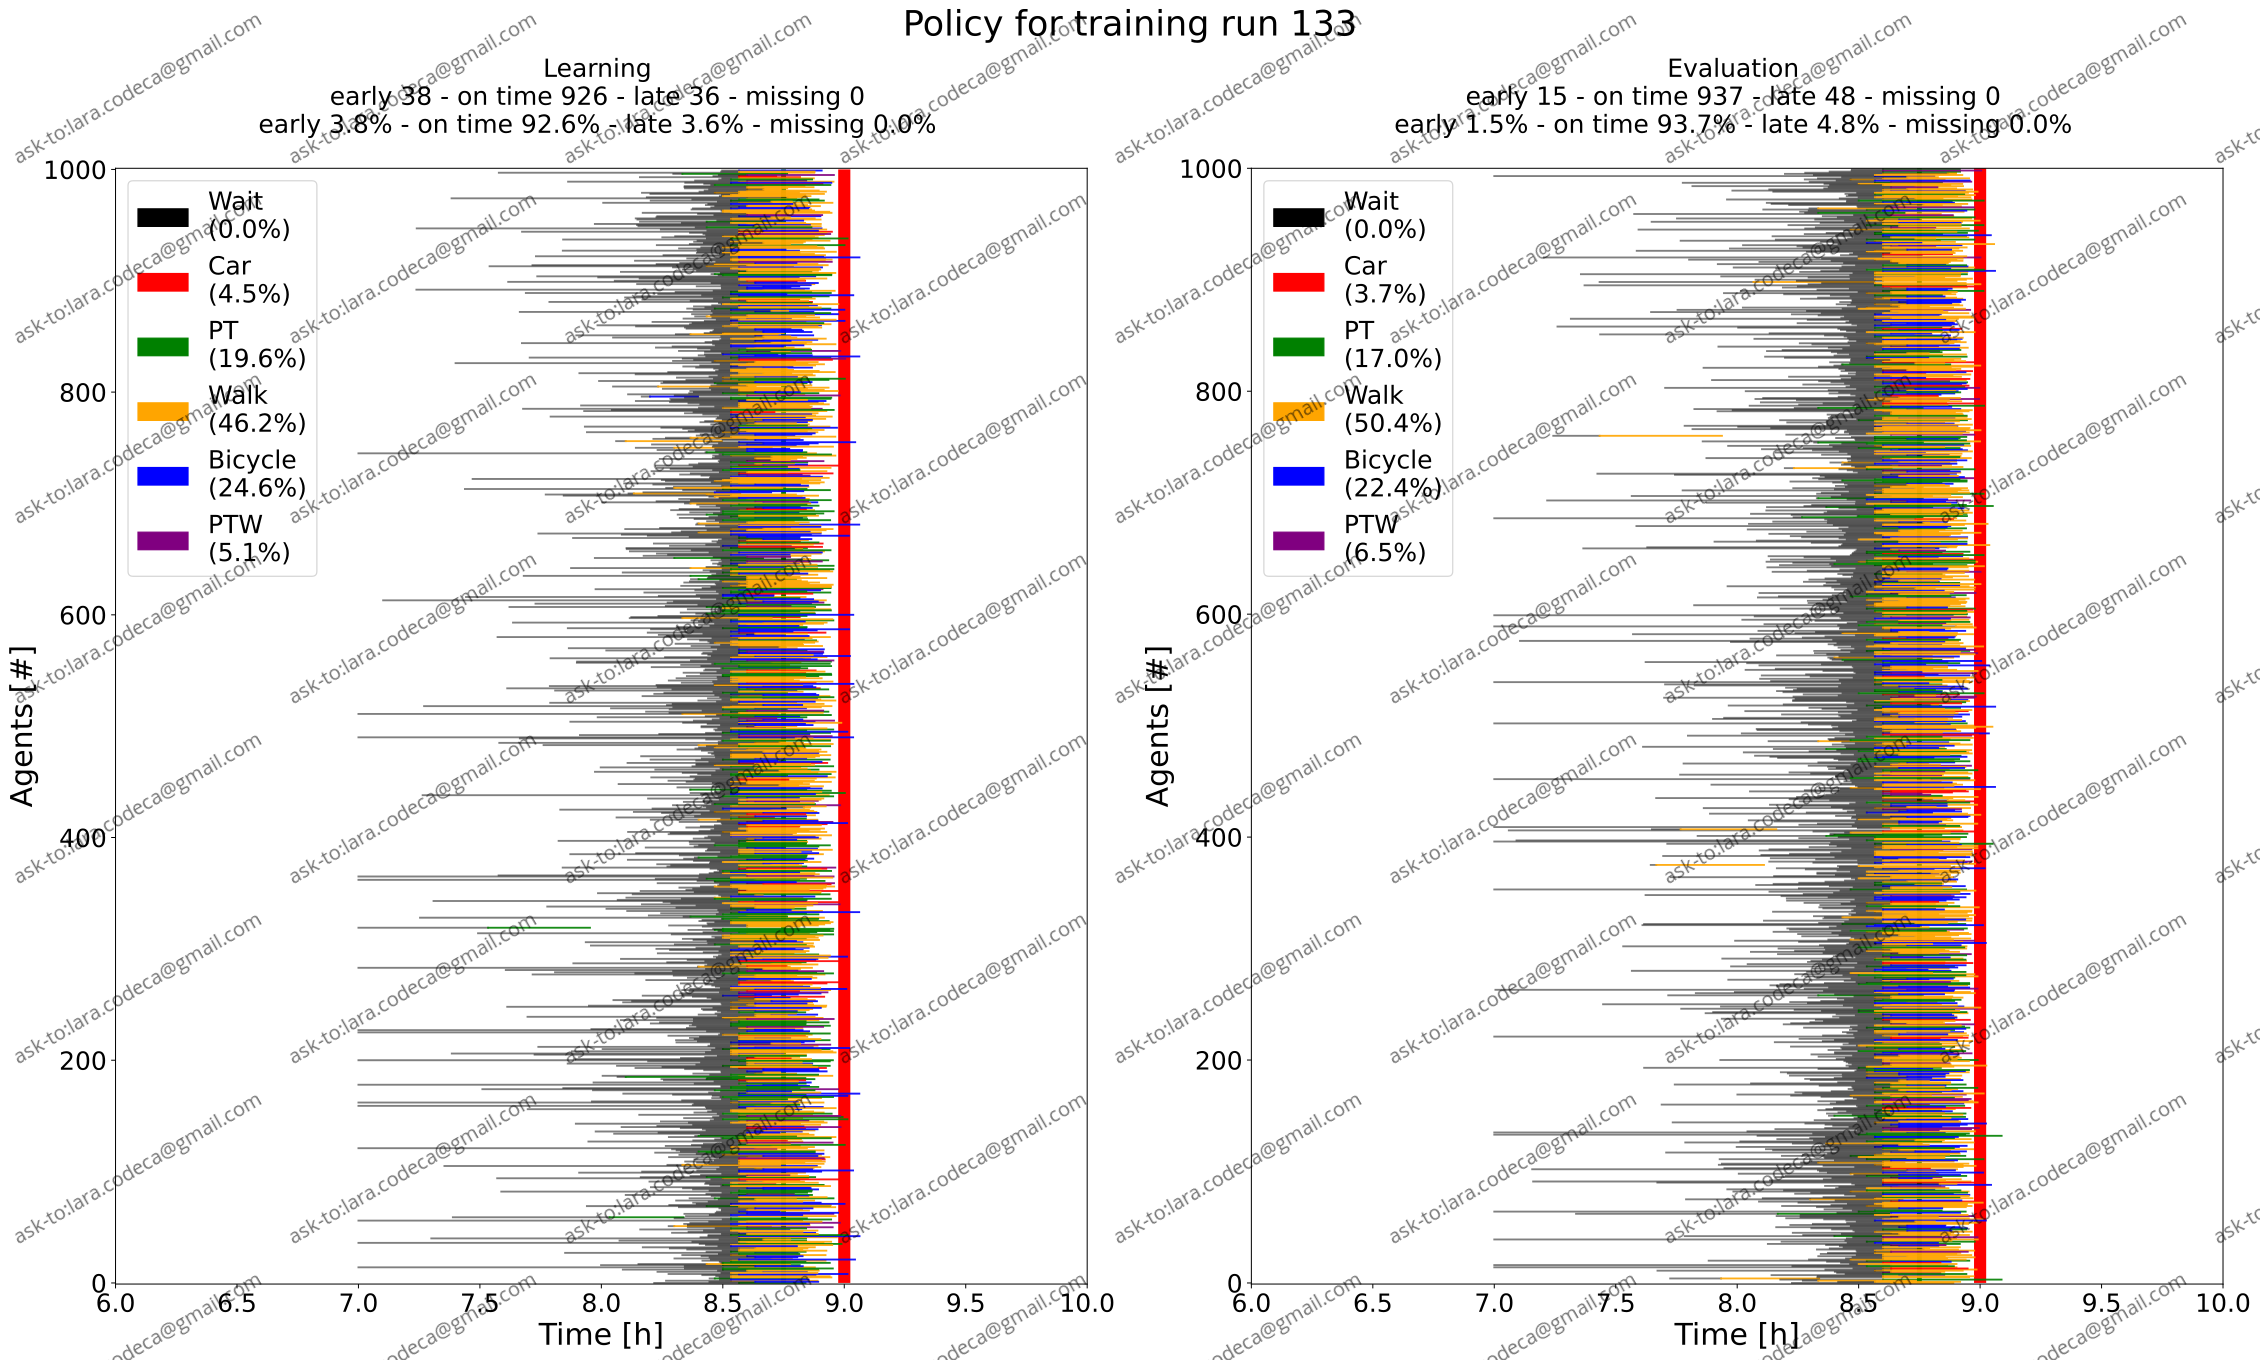 Policy for training run 133
Learning
early 38 - on time 926 - late 36 - missing 0
early 3.8% - on time 92.6% - late 3.6% - missing 0.0%
1000
800
600
400
200
0
Agents [#]
Wait
(0.0%)
Car
(4.5%)
PT
(19.6%)
Walk
(46.2%)
Bicycle
(24.6%)
PTW
(5.1%)
6.0 6.5 7.0 7.5 8.0 8.5 9.0 9.5 10.0
Time [h]
Evaluation
early 15 - on time 937 - late 48 - missing 0
early 1.5% - on time 93.7% - late 4.8% - missing 0.0%
1000
800
600
400
200
0
Agents [#]
Wait
(0.0%)
Car
(3.7%)
PT
(17.0%)
Walk
(50.4%)
Bicycle
(22.4%)
PTW
(6.5%)
6.0 6.5 7.0 7.5 8.0 8.5 9.0 9.5 10.0
Time [h]
ask-to:lara.codeca@gmail.com